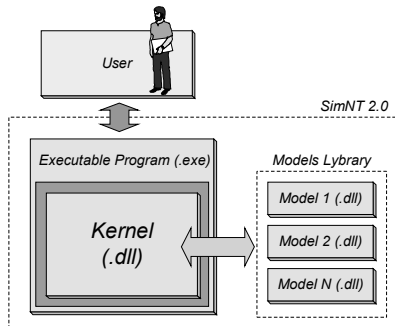 User
SimNT 2.0
Executable Program (.exe)
Kernel
(.dll)
Models Lybrary
Model 1 (.dll)
Model 2 (.dll)
Model N (.dll)